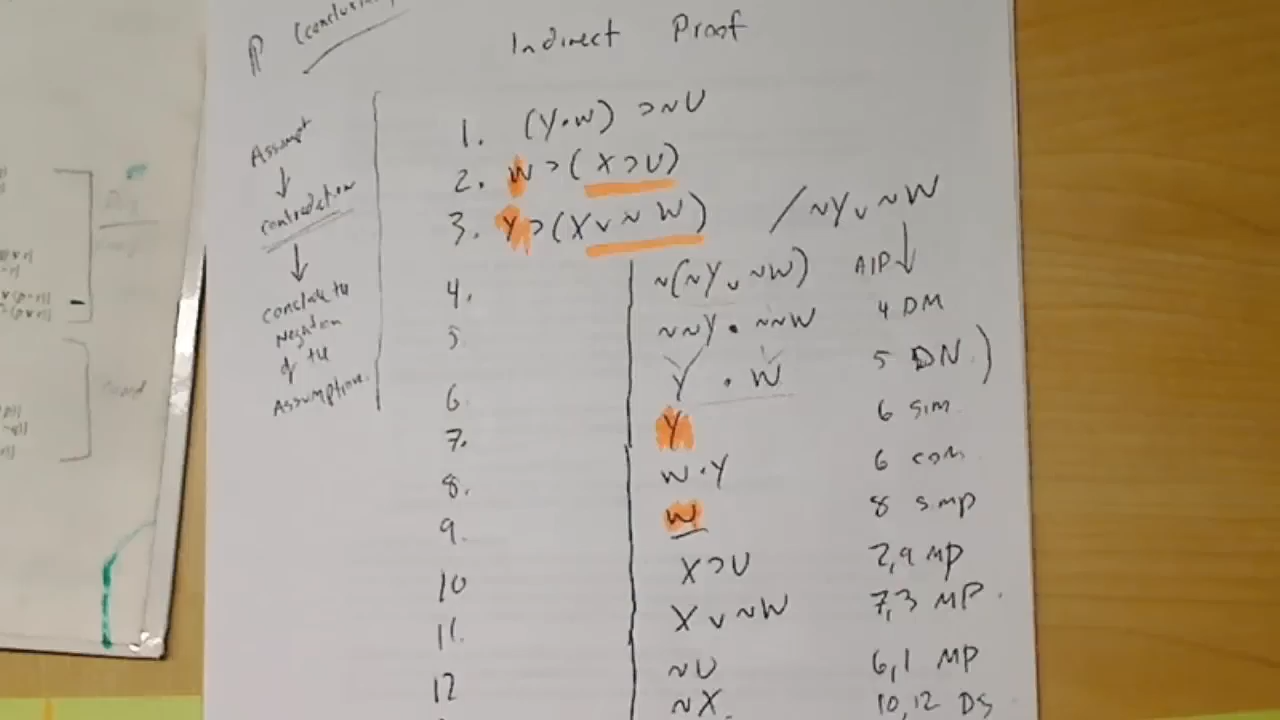 Indirect Proof
Assumpt
↓
contradiction
↓
conclude the
negation
of the
Assumption.
1. (Y•W) ⊃ ~U
2. W ⊃ (X ⊃ U)
3. Y ⊃ (X v ~W) / ~Y v ~W
4. ~(~Y v ~W) AIP
5. ~~Y • ~~W 4 DM
6. Y • W 5 DN)
7. Y 6 sim
8. W • Y 6 com
9. W 8 simp
10 X ⊃ U 2,9 MP
11. X v ~W 7,3 MP.
12 ~U 6,1 MP
~X. 10,12 DS